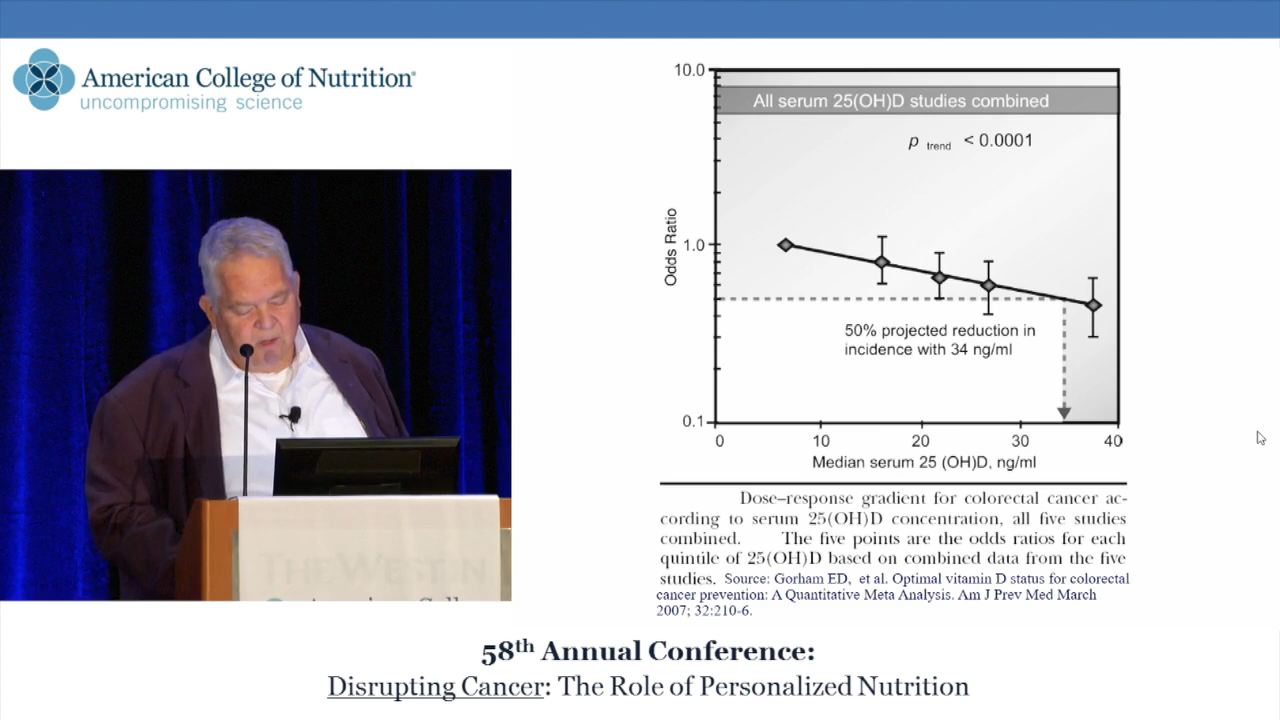 American College of Nutrition
uncompromising science
10.0
All serum 25(OH)D studies combined
p trend < 0.0001
Odds Ratio
1.0
50% projected reduction in
incidence with 34 ng/ml
0.1
0 10 20 30 40
Median serum 25 (OH)D, ng/ml
Dose–response gradient for colorectal cancer ac-
cording to serum 25(OH)D concentration, all five studies
combined. The five points are the odds ratios for each
quintile of 25(OH)D based on combined data from the five
studies. Source: Gorham ED, et al. Optimal vitamin D status for colorectal
cancer prevention: A Quantitative Meta Analysis. Am J Prev Med March
2007; 32:210-6.
THE WESTIN
58th Annual Conference:
Disrupting Cancer: The Role of Personalized Nutrition